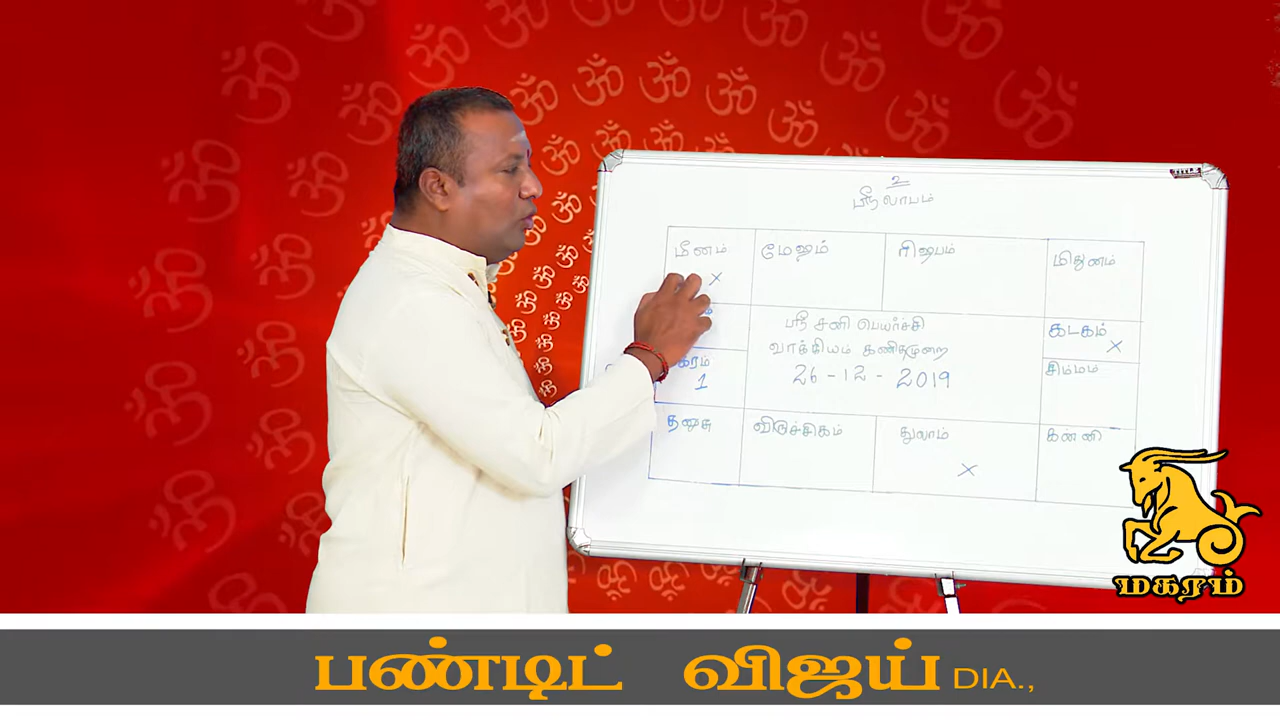 உ
ஸ்ரீ லாபம்
மீனம் மேஷம் ரிஷபம் மிதுனம்
X
ஸ்ரீ சனி பெயர்ச்சி
கடகம்
X
வாக்கியம் கணிதமுறை
கரம்
1
26-12-2019
சிம்மம்
தனுசு விருச்சிகம் துலாம் கன்னி
X
மகரம்
பண்டிட் விஜய் DIA.,